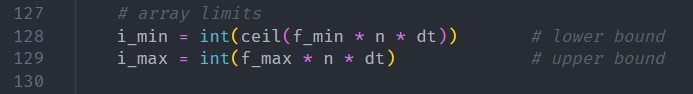 127 # array limits
128 i_min = int(ceil(f_min * n * dt)) # lower bound
129 i_max = int(f_max * n * dt) # upper bound
130